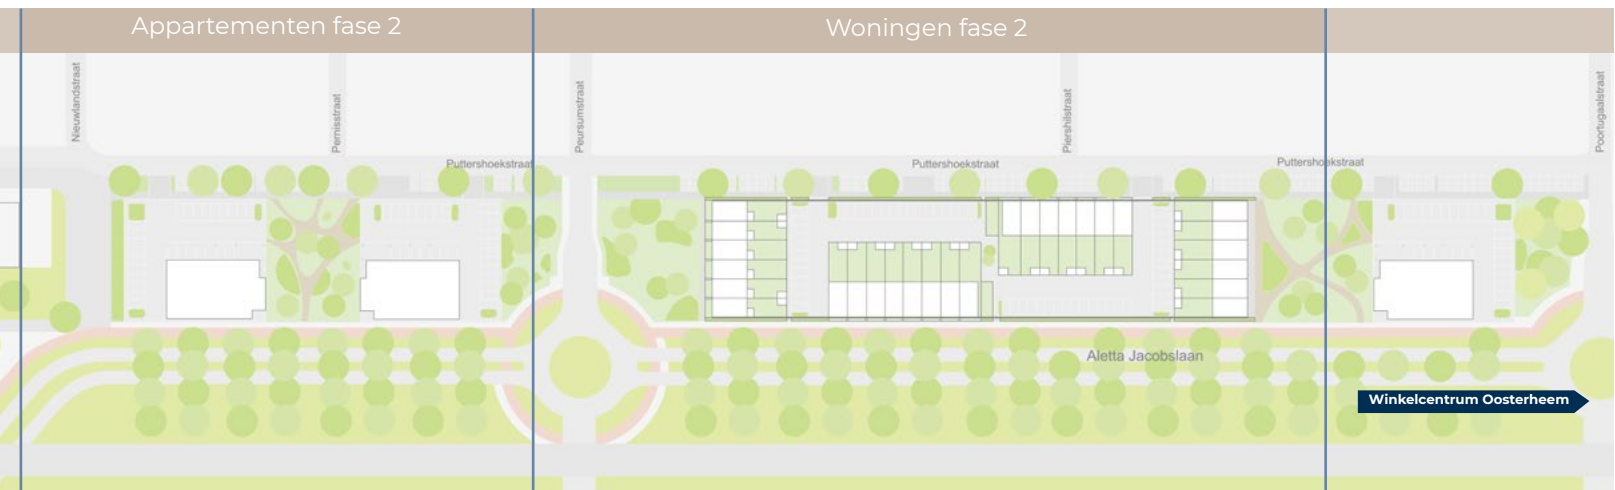 Appartementen fase 2
Woningen fase 2
Nieuwlandstraat
Pernisstraat
Peursumstraat
Piershilstraat
Poortugaalstraat
Puttershoekstraat
Puttershoekstraat
Puttershoekstraat
Aletta Jacobslaan
Winkelcentrum Oosterheem